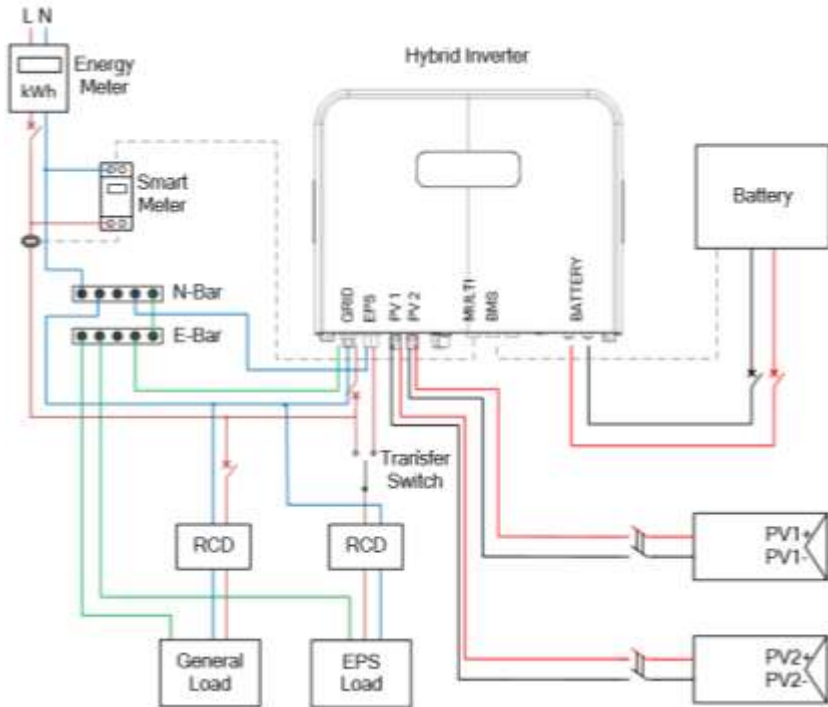 L N
Energy
Meter
kWh
Hybrid Inverter
Smart
Meter
Battery
N-Bar
E-Bar
GRID
EPS
PV 1
PV 2
MULTI
BMS
BATTERY
Transfer
Switch
RCD
RCD
PV1+
PV1-
General
Load
EPS
Load
PV2+
PV2-